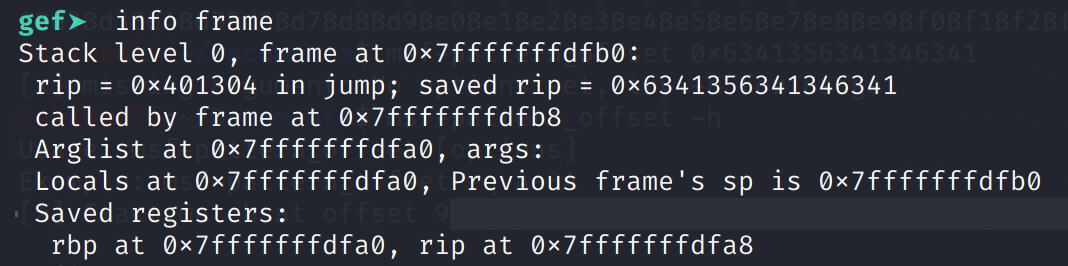 gef➤ info frame
Stack level 0, frame at 0x7fffffffdfb0:
rip = 0x401304 in jump; saved rip = 0x6341356341346341
called by frame at 0x7fffffffdfb8
Arglist at 0x7fffffffdfa0, args:
Locals at 0x7fffffffdfa0, Previous frame's sp is 0x7fffffffdfb0
Saved registers:
rbp at 0x7fffffffdfa0, rip at 0x7fffffffdfa8